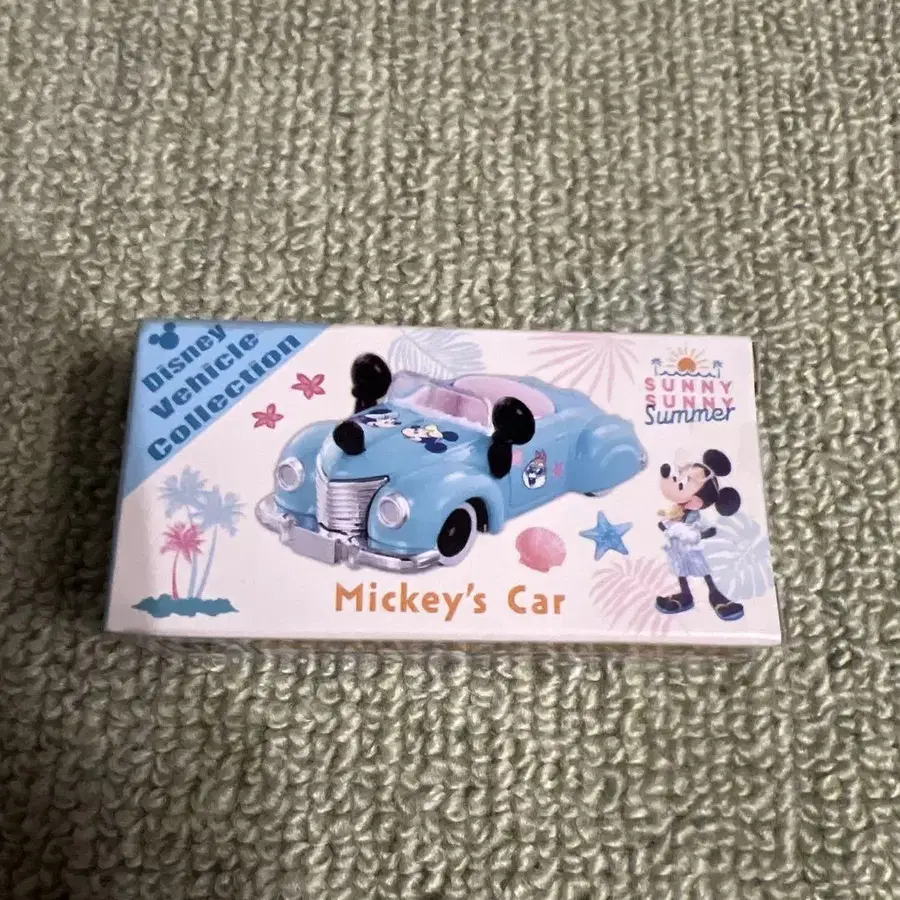 Disney
Vehicle
Collection
SUNNY
SUNNY
Summer
Mickey's Car